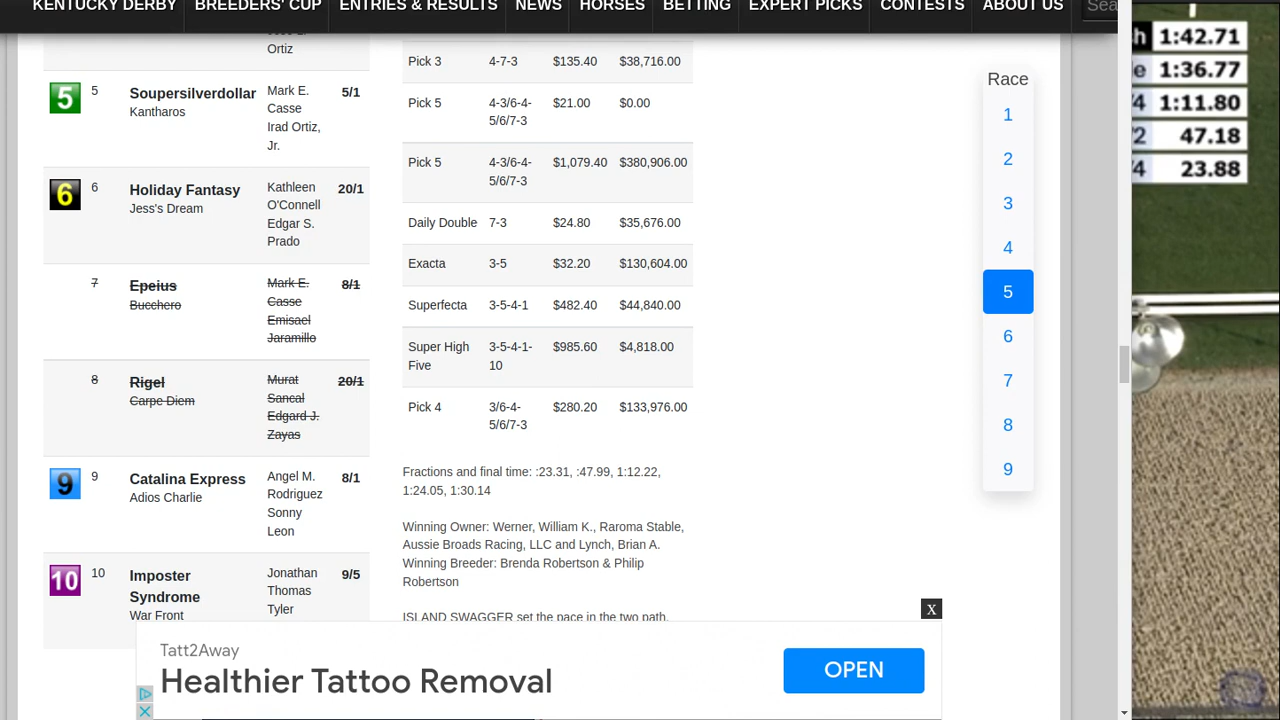 KENTUCKY DERBY BREEDERS' CUP ENTRIES & RESULTS NEWS HORSES BETTING EXPERT PICKS CONTESTS ABOUT US Sea
Ortiz
5 5 Soupersilverdollar Mark E. 5/1
Kantharos Casse
Irad Ortiz,
Jr.
6 6 Holiday Fantasy Kathleen 20/1
Jess's Dream O'Connell
Edgar S.
Prado
7 Epeius Mark E. 8/1
Bucchero Casse
Emisael
Jaramillo
8 Rigel Murat 20/1
Carpe Diem Sancal
Edgard J.
Zayas
9 9 Catalina Express Angel M. 8/1
Adios Charlie Rodriguez
Sonny
Leon
10 10 Imposter Jonathan 9/5
Syndrome Thomas
War Front Tyler
Pick 3 4-7-3 $135.40 $38,716.00
Pick 5 4-3/6-4- $21.00 $0.00
5/6/7-3
Pick 5 4-3/6-4- $1,079.40 $380,906.00
5/6/7-3
Daily Double 7-3 $24.80 $35,676.00
Exacta 3-5 $32.20 $130,604.00
Superfecta 3-5-4-1 $482.40 $44,840.00
Super High 3-5-4-1- $985.60 $4,818.00
Five 10
Pick 4 3/6-4- $280.20 $133,976.00
5/6/7-3
Fractions and final time: :23.31, :47.99, 1:12.22,
1:24.05, 1:30.14
Winning Owner: Werner, William K., Raroma Stable,
Aussie Broads Racing, LLC and Lynch, Brian A.
Winning Breeder: Brenda Robertson & Philip
Robertson
ISLAND SWAGGER set the pace in the two path,
Race
1
2
3
4
5
6
7
8
9
h 1:42.71
e 1:36.77
/4 1:11.80
/2 47.18
/4 23.88
X
Tatt2Away
Healthier Tattoo Removal
OPEN